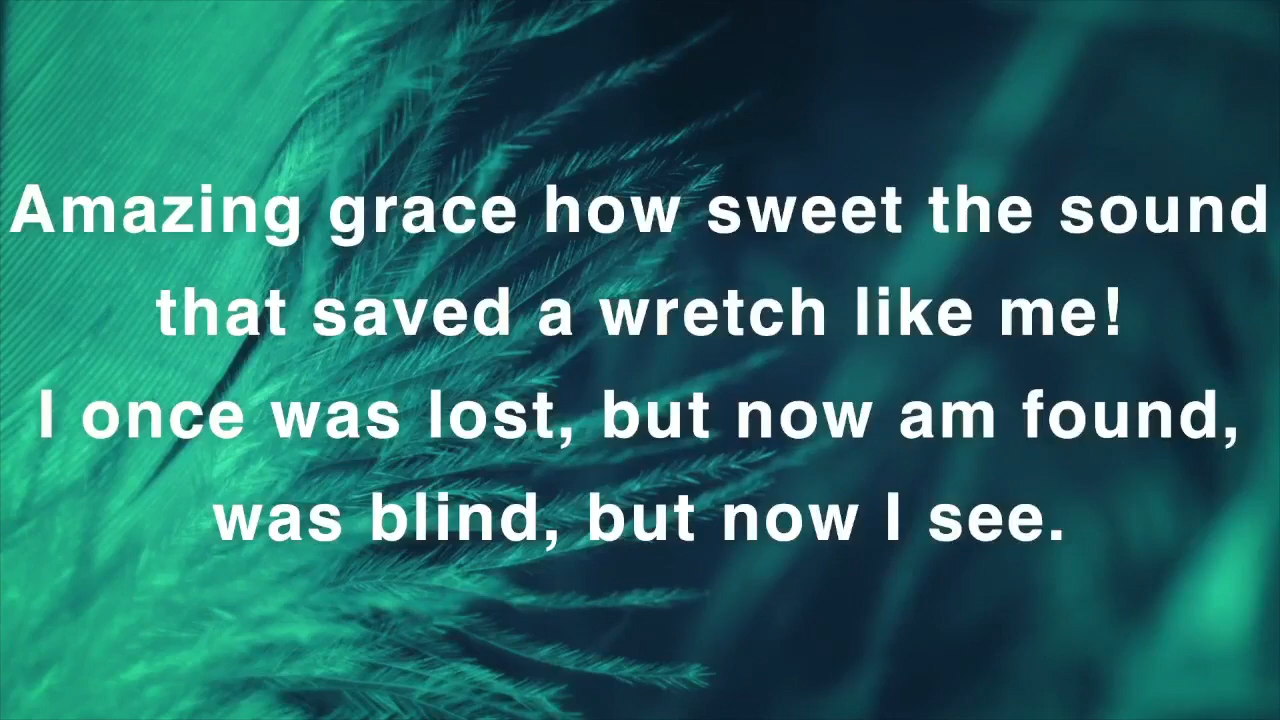 Amazing grace how sweet the sound
that saved a wretch like me!
I once was lost, but now am found,
was blind, but now I see.